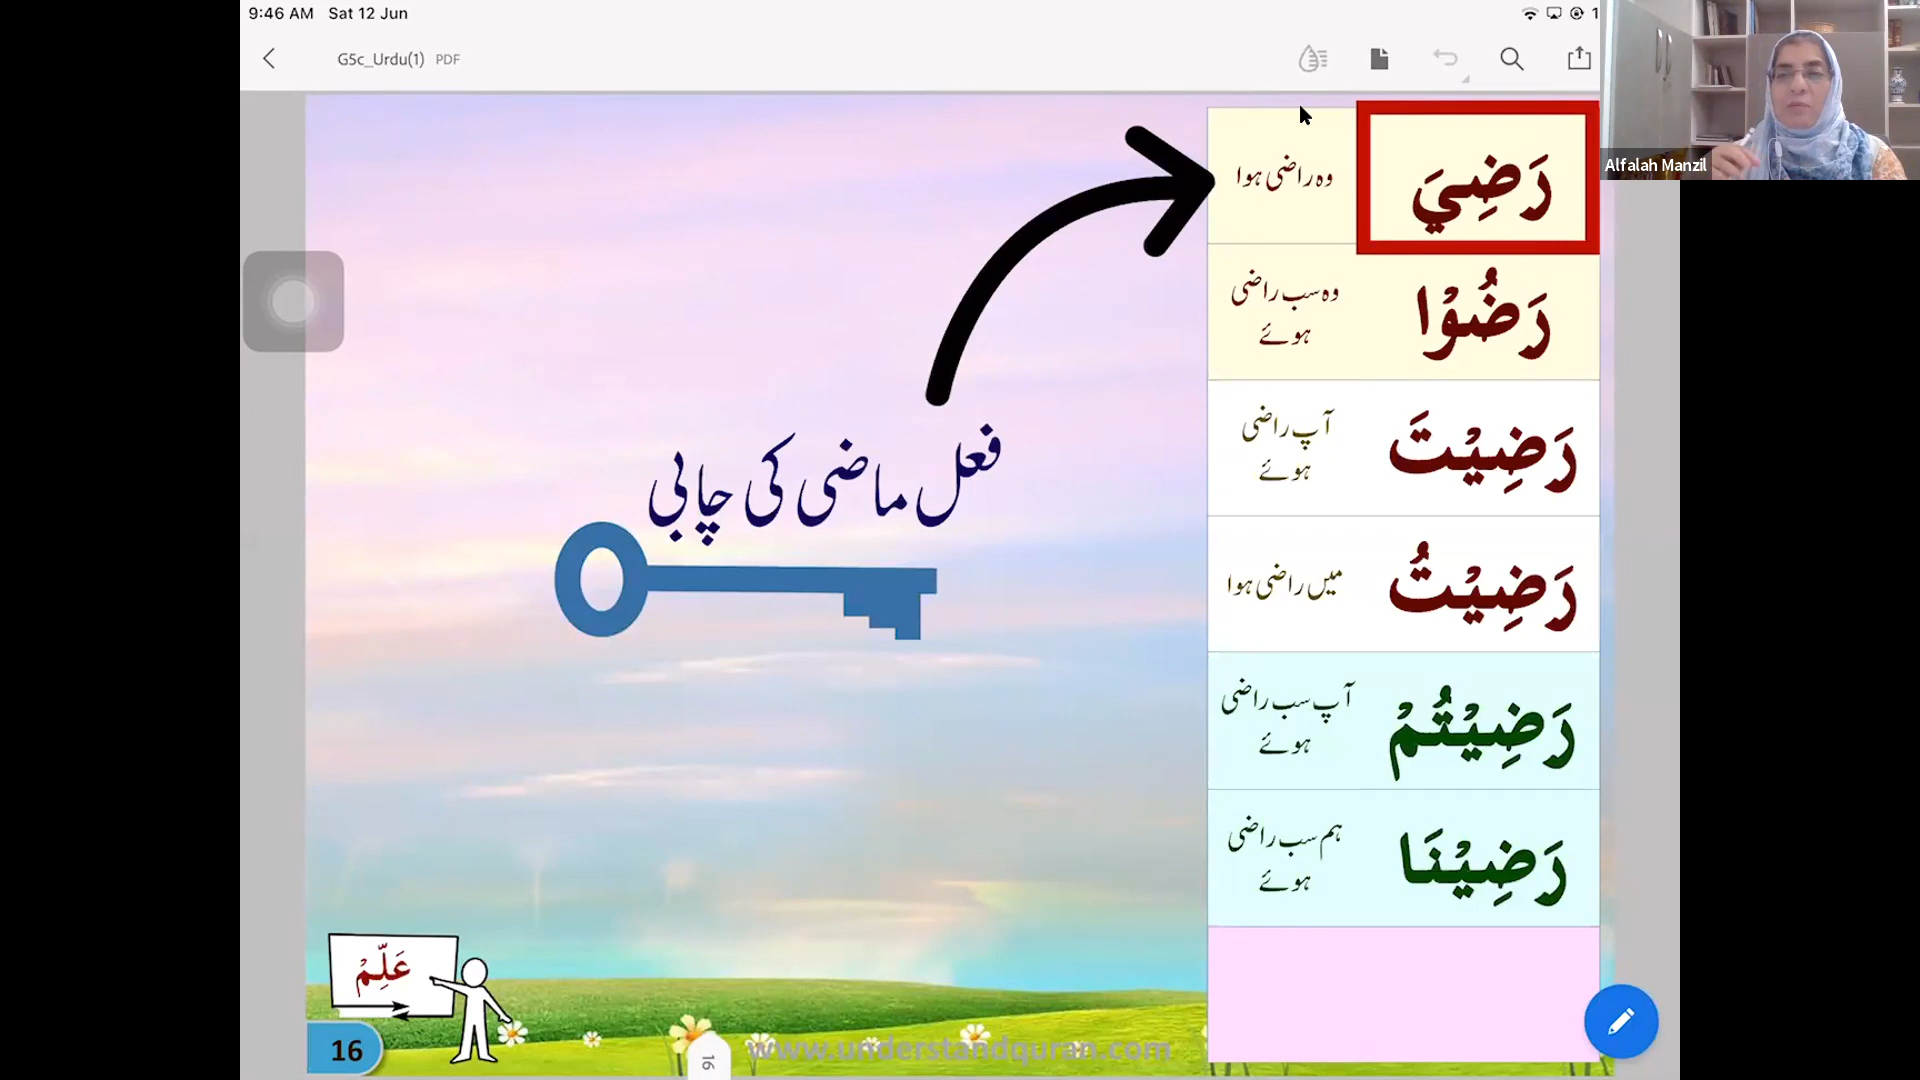 9:46 AM Sat 12 Jun
G5c_Urdu(1) PDF
Alfalah Manzil
رَضِيَ
وہ راضی ہوا
رَضُوْا
وہ سب راضی
ہوئے
رَضِيْتَ
آپ راضی
ہوئے
رَضِيْتُ
میں راضی ہوا
رَضِيْتُمْ
آپ سب راضی
ہوئے
رَضِيْنَا
ہم سب راضی
ہوئے
فعل ماضی کی چابی
عَلِّمْ
16
16
www.understandquran.com